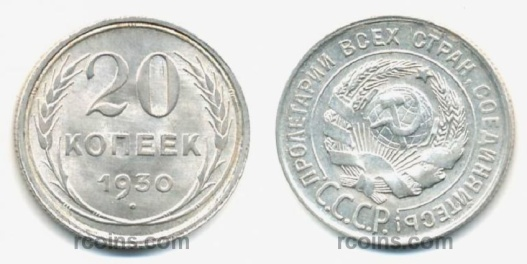 20
КОПЕЕК
1930
ПРОЛЕТАРИИ ВСЕХ СТРАН, СОЕДИНЯЙТЕСЬ!
С.С.С.Р.
rcoins.com
rcoins.com